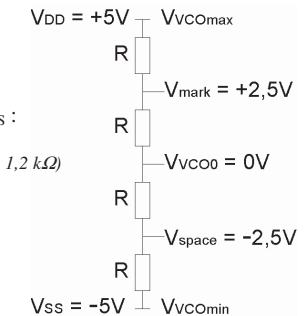 VDD = +5V VVCOmax
R
Vmark = +2,5V
s :
R
1,2 kΩ)
VVCO0 = 0V
R
Vspace = -2,5V
R
VSS = -5V VVCOmin